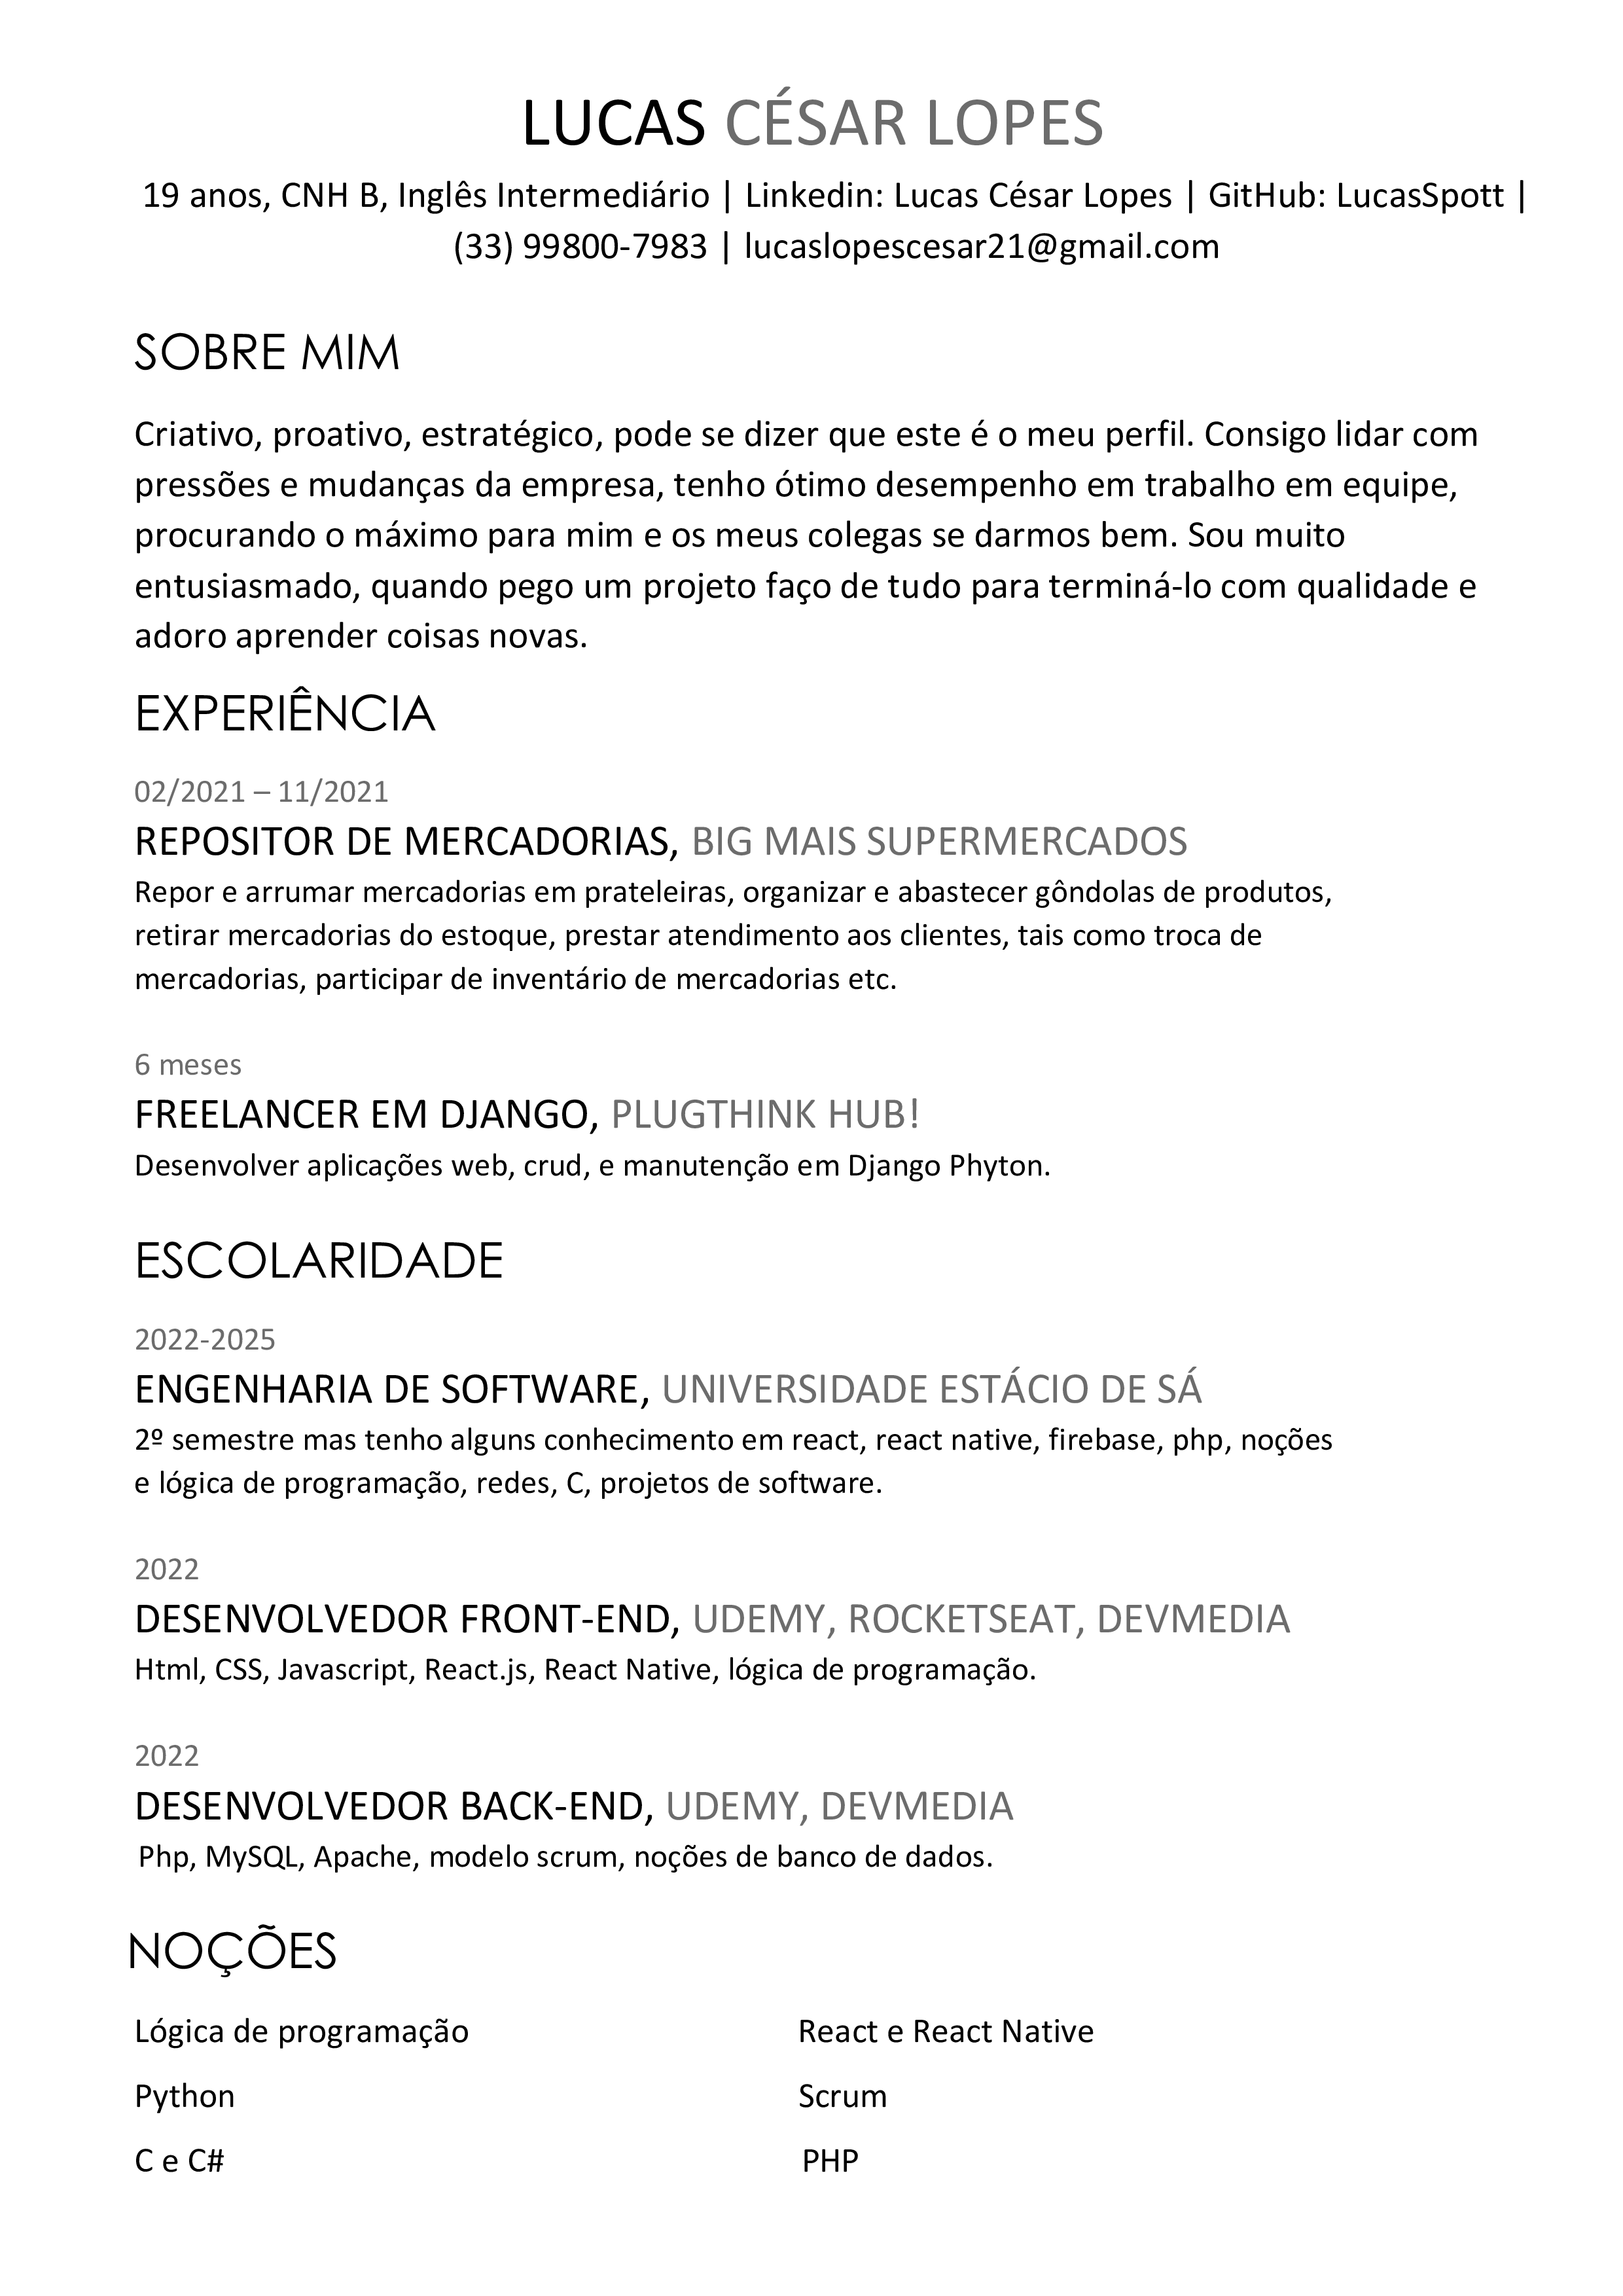 LUCAS CÉSAR LOPES
19 anos, CNH B, Inglês Intermediário | Linkedin: Lucas César Lopes | GitHub: LucasSpott |
(33) 99800-7983 | lucaslopescesar21@gmail.com
SOBRE MIM
Criativo, proativo, estratégico, pode se dizer que este é o meu perfil. Consigo lidar com
pressões e mudanças da empresa, tenho ótimo desempenho em trabalho em equipe,
procurando o máximo para mim e os meus colegas se darmos bem. Sou muito
entusiasmado, quando pego um projeto faço de tudo para terminá-lo com qualidade e
adoro aprender coisas novas.
EXPERIÊNCIA
02/2021 – 11/2021
REPOSITOR DE MERCADORIAS, BIG MAIS SUPERMERCADOS
Repor e arrumar mercadorias em prateleiras, organizar e abastecer gôndolas de produtos,
retirar mercadorias do estoque, prestar atendimento aos clientes, tais como troca de
mercadorias, participar de inventário de mercadorias etc.
6 meses
FREELANCER EM DJANGO, PLUGTHINK HUB!
Desenvolver aplicações web, crud, e manutenção em Django Phyton.
ESCOLARIDADE
2022-2025
ENGENHARIA DE SOFTWARE, UNIVERSIDADE ESTÁCIO DE SÁ
2º semestre mas tenho alguns conhecimento em react, react native, firebase, php, noções
e lógica de programação, redes, C, projetos de software.
2022
DESENVOLVEDOR FRONT-END, UDEMY, ROCKETSEAT, DEVMEDIA
Html, CSS, Javascript, React.js, React Native, lógica de programação.
2022
DESENVOLVEDOR BACK-END, UDEMY, DEVMEDIA
Php, MySQL, Apache, modelo scrum, noções de banco de dados.
NOÇÕES
Lógica de programação
Python
C e C#
React e React Native
Scrum
PHP